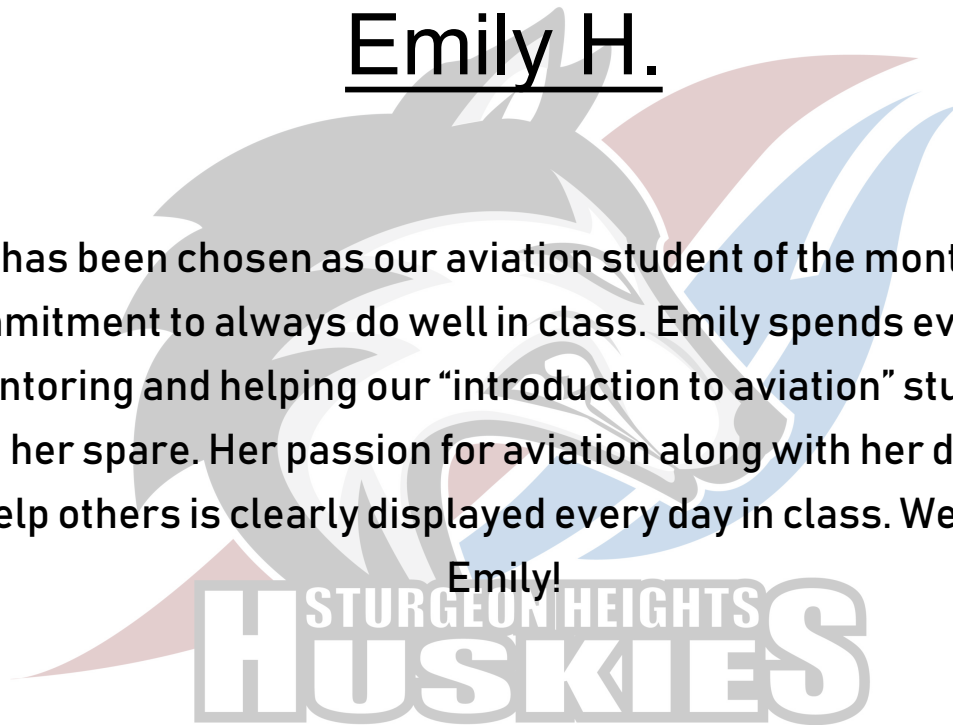 Emily H.
has been chosen as our aviation student of the mont
mitment to always do well in class. Emily spends ev
ntoring and helping our “introduction to aviation” stu
her spare. Her passion for aviation along with her d
elp others is clearly displayed every day in class. We
Emily!
STURGEON HEIGHTS
HUSKIES